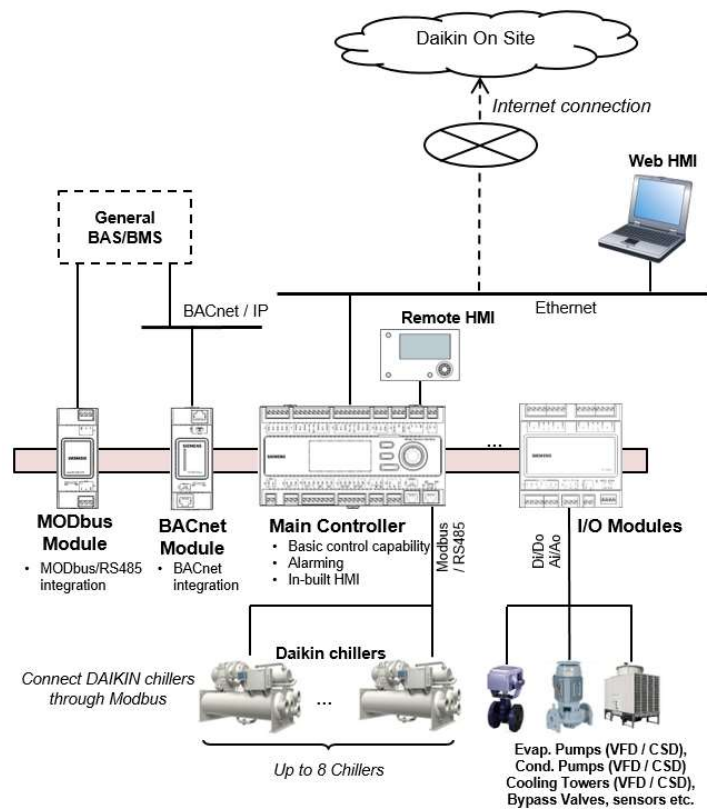 Daikin On Site
Internet connection
Web HMI
General
BAS/BMS
BACnet / IP
Ethernet
Remote HMI
SIEMENS
SIEMENS
SIEMENS
SIEMENS
...
MODbus
Module
• MODbus/RS485
integration
BACnet
Module
• BACnet
integration
Main Controller
• Basic control capability
• Alarming
• In-built HMI
Modbus
/ RS485
I/O Modules
Di/Do
Ai/Ao
Daikin chillers
Connect DAIKIN chillers
through Modbus
...
Up to 8 Chillers
Evap. Pumps (VFD / CSD),
Cond. Pumps (VFD / CSD)
Cooling Towers (VFD / CSD),
Bypass Valves, sensors etc.